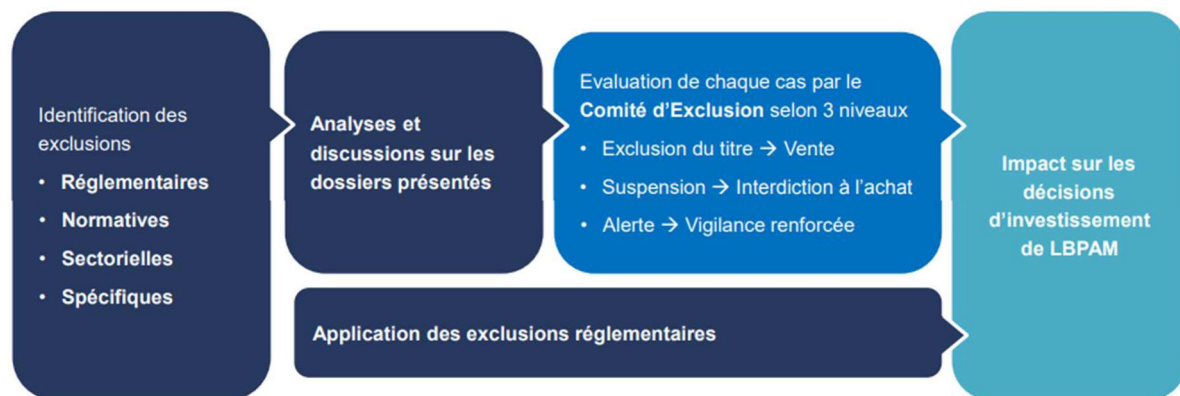 Identification des
exclusions
• Réglementaires
• Normatives
• Sectorielles
• Spécifiques
Analyses et
discussions sur les
dossiers présentés
Evaluation de chaque cas par le
Comité d'Exclusion selon 3 niveaux
• Exclusion du titre → Vente
• Suspension → Interdiction à l'achat
• Alerte → Vigilance renforcée
Application des exclusions réglementaires
Impact sur les
décisions
d'investissement
de LBPAM